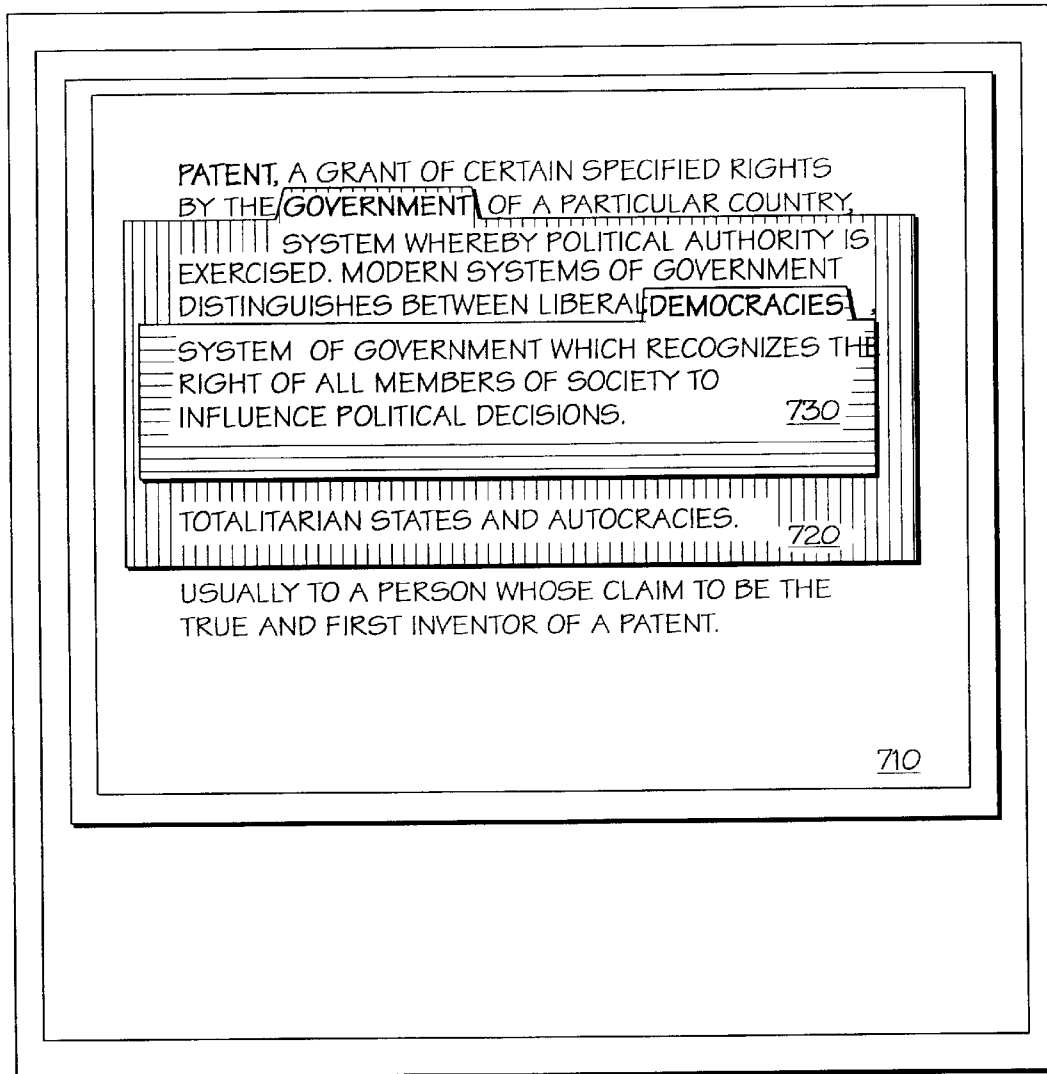 PATENT, A GRANT OF CERTAIN SPECIFIED RIGHTS
BY THE GOVERNMENT OF A PARTICULAR COUNTRY,
SYSTEM WHEREBY POLITICAL AUTHORITY IS
EXERCISED. MODERN SYSTEMS OF GOVERNMENT
DISTINGUISHES BETWEEN LIBERAL DEMOCRACIES ,
SYSTEM OF GOVERNMENT WHICH RECOGNIZES THE
RIGHT OF ALL MEMBERS OF SOCIETY TO
INFLUENCE POLITICAL DECISIONS. 730
TOTALITARIAN STATES AND AUTOCRACIES. 720
USUALLY TO A PERSON WHOSE CLAIM TO BE THE
TRUE AND FIRST INVENTOR OF A PATENT.
710